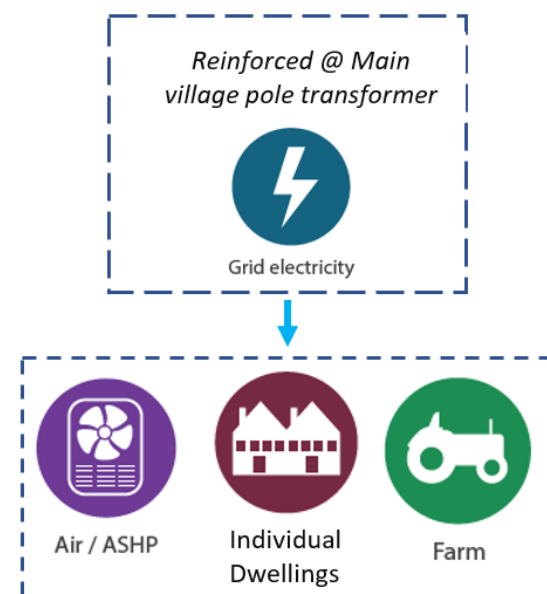 Reinforced @ Main
village pole transformer
Grid electricity
Air / ASHP
Individual
Dwellings
Farm